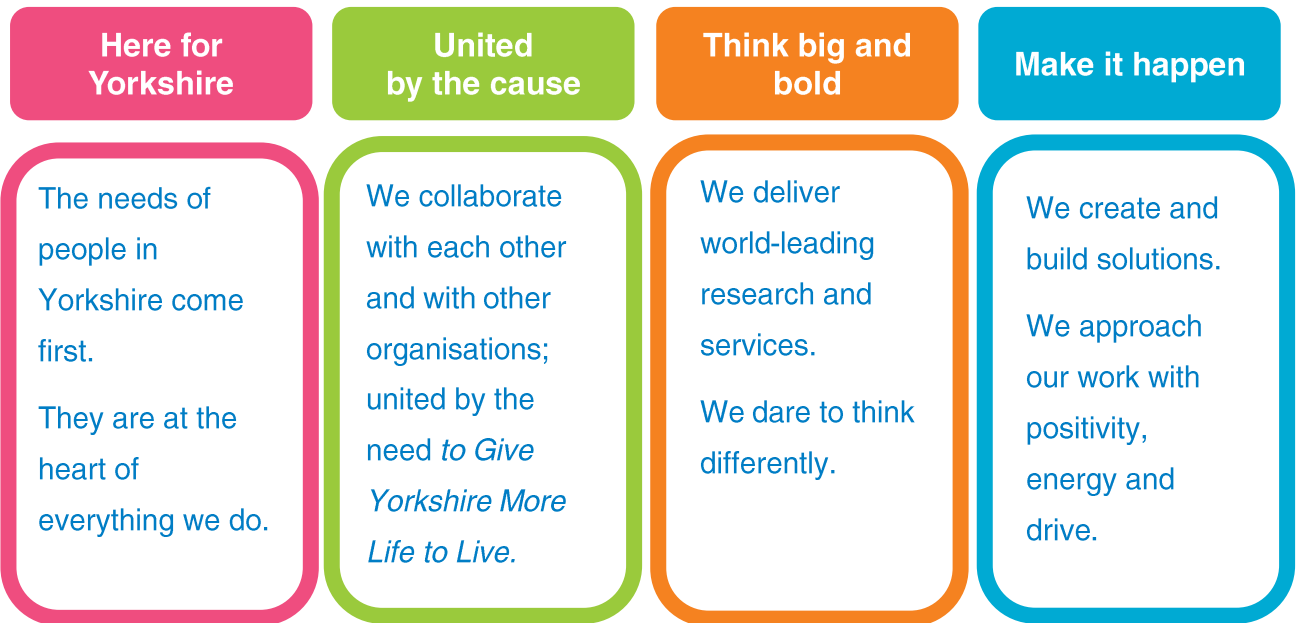 Here for
Yorkshire
The needs of
people in
Yorkshire come
first.
They are at the
heart of
everything we do.
United
by the cause
We collaborate
with each other
and with other
organisations;
united by the
need to Give
Yorkshire More
Life to Live.
Think big and
bold
We deliver
world-leading
research and
services.
We dare to think
differently.
Make it happen
We create and
build solutions.
We approach
our work with
positivity,
energy and
drive.